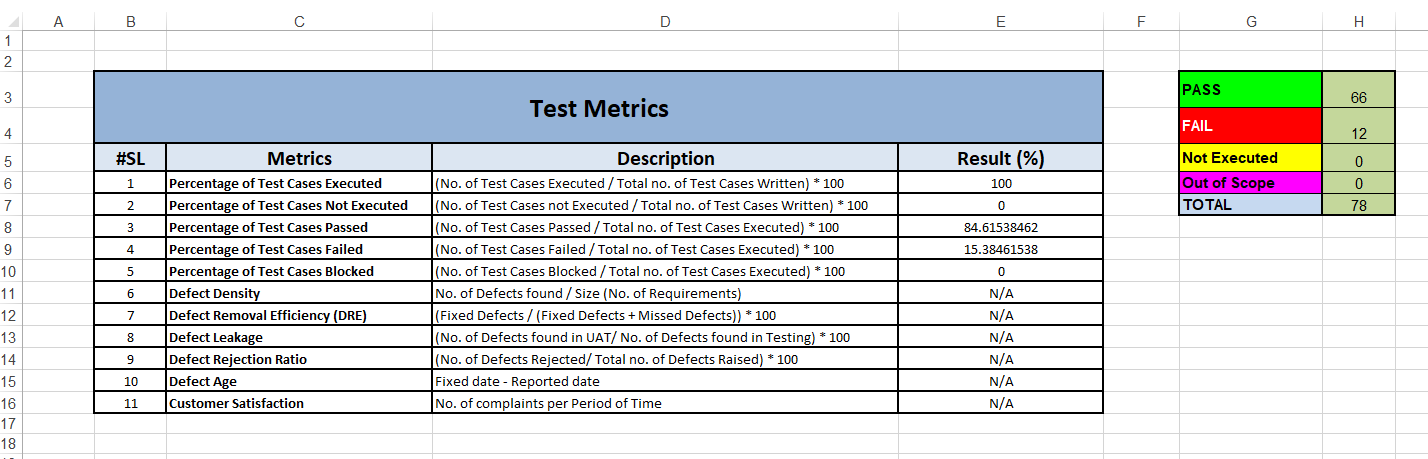 A B C D E F G H
1
2
3 Test Metrics PASS 66
4 FAIL 12
5 #SL Metrics Description Result (%) Not Executed 0
6 1 Percentage of Test Cases Executed (No. of Test Cases Executed / Total no. of Test Cases Written) * 100 100 Out of Scope 0
7 2 Percentage of Test Cases Not Executed (No. of Test Cases not Executed / Total no. of Test Cases Written) * 100 0 TOTAL 78
8 3 Percentage of Test Cases Passed (No. of Test Cases Passed / Total no. of Test Cases Executed) * 100 84.61538462
9 4 Percentage of Test Cases Failed (No. of Test Cases Failed / Total no. of Test Cases Executed) * 100 15.38461538
10 5 Percentage of Test Cases Blocked (No. of Test Cases Blocked / Total no. of Test Cases Executed) * 100 0
11 6 Defect Density No. of Defects found / Size (No. of Requirements) N/A
12 7 Defect Removal Efficiency (DRE) (Fixed Defects / (Fixed Defects + Missed Defects)) * 100 N/A
13 8 Defect Leakage (No. of Defects found in UAT/ No. of Defects found in Testing) * 100 N/A
14 9 Defect Rejection Ratio (No. of Defects Rejected/ Total no. of Defects Raised) * 100 N/A
15 10 Defect Age Fixed date - Reported date N/A
16 11 Customer Satisfaction No. of complaints per Period of Time N/A
17
18